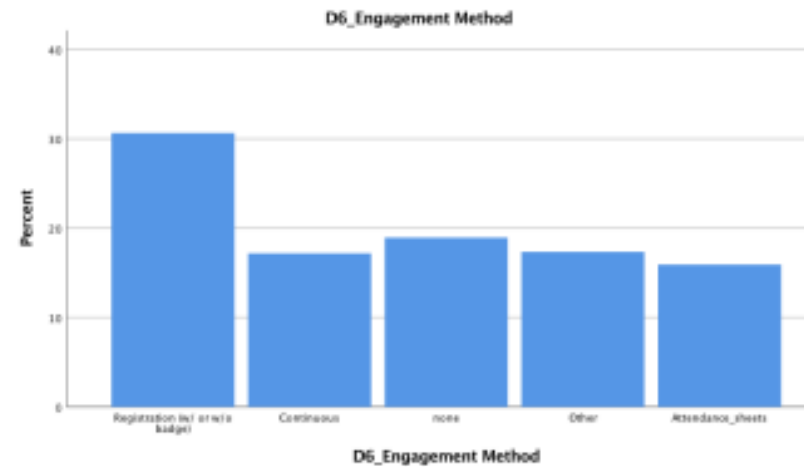 D6_Engagement Method
40
30
20
10
0
Percent
Registration (w/ or w/o
badge)
Continuous
none
Other
Attendance_sheets
D6_Engagement Method